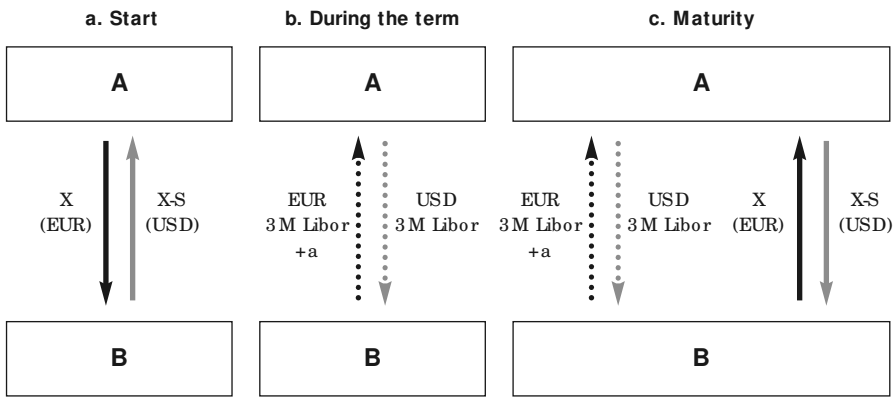 a. Start
b. During the term
c. Maturity
A
A
A
X
(EUR)
X-S
(USD)
EUR
3M Libor
+a
USD
3M Libor
EUR
3M Libor
+a
USD
3M Libor
X
(EUR)
X-S
(USD)
B
B
B